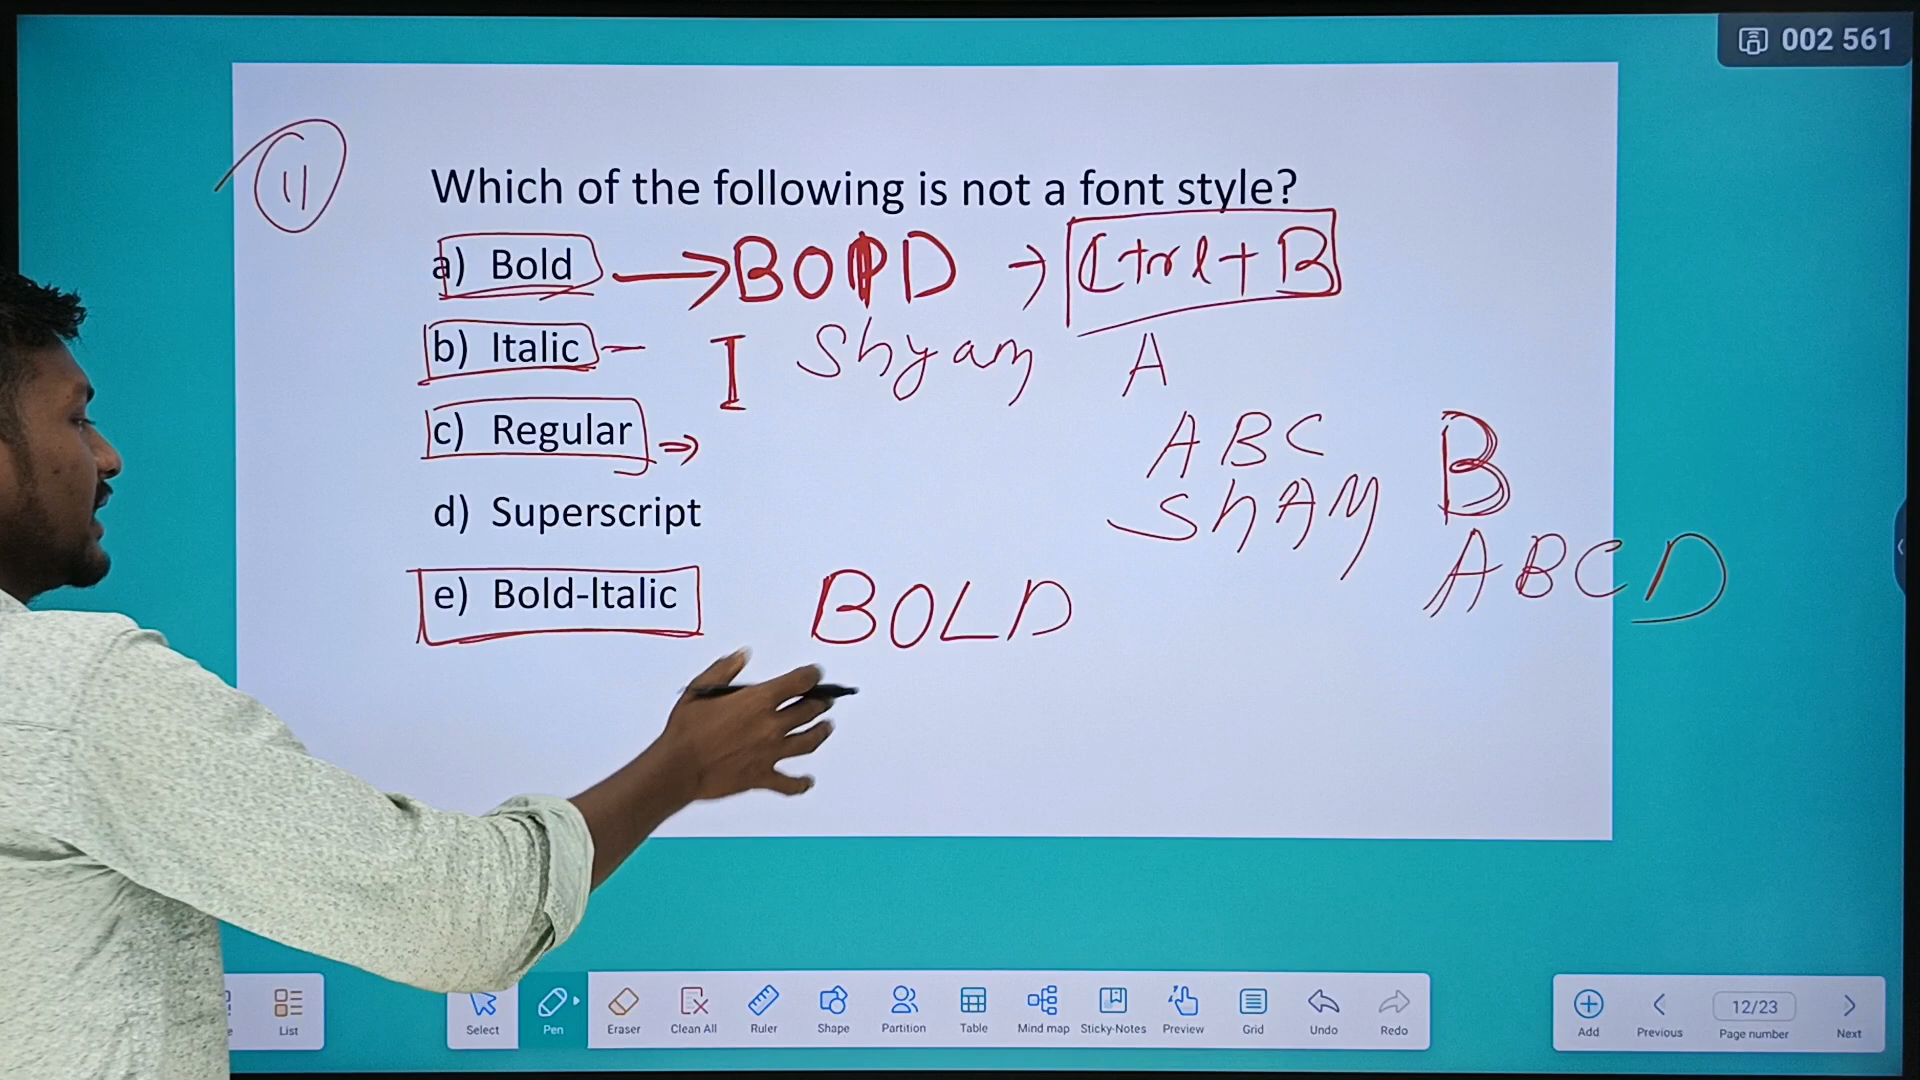 002 561
11
Which of the following is not a font style?
a) Bold → BOLD → Ctrl+B
b) Italic – I Shyam A
c) Regular ⇒
ABC B
d) Superscript
SHAM
ABCD
e) Bold-Italic BOLD
List
Select
Pen
Eraser
Clean All
Ruler
Shape
Partition
Table
Mind map
Sticky-Notes
Preview
Grid
Undo
Redo
Add
Previous
12/23
Page number
Next